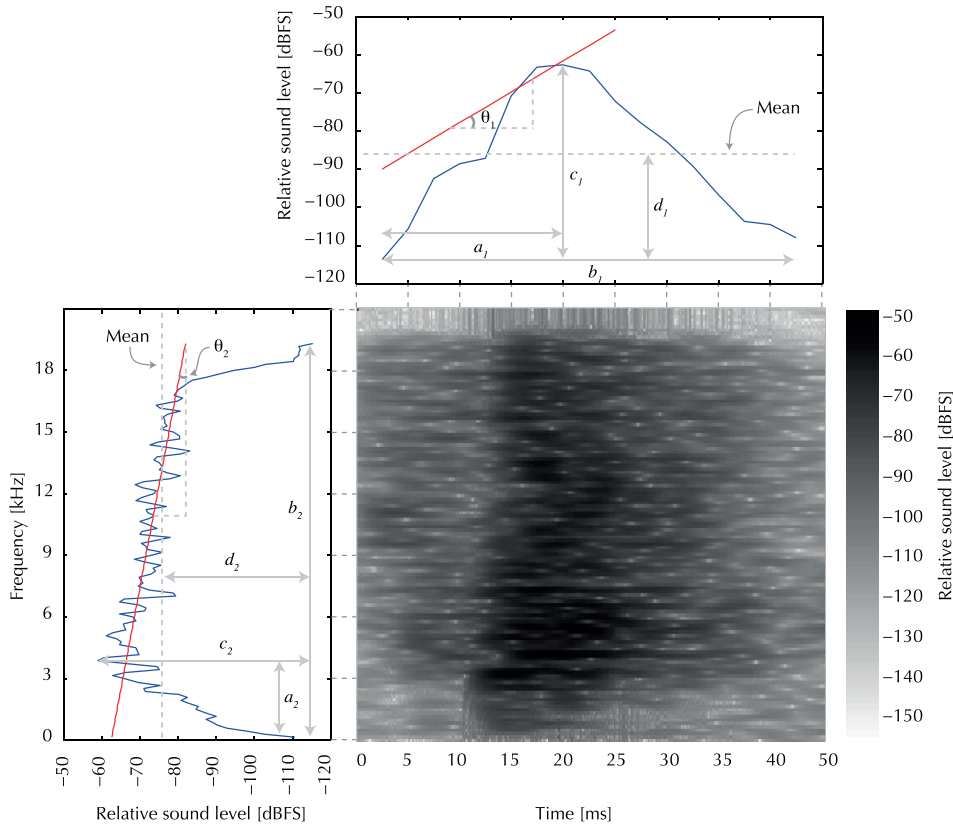 Relative sound level [dBFS]
−50
−60
−70
−80
−90
−100
−110
−120
θ1
Mean
a1
b1
c1
d1
Frequency [kHz]
18
15
12
9
6
3
0
Mean
θ2
b2
d2
c2
a2
−50
−60
−70
−80
−90
−100
−110
−120
Relative sound level [dBFS]
0
5
10
15
20
25
30
35
40
45
50
Time [ms]
−50
−60
−70
−80
−90
−100
−110
−120
−130
−140
−150
Relative sound level [dBFS]